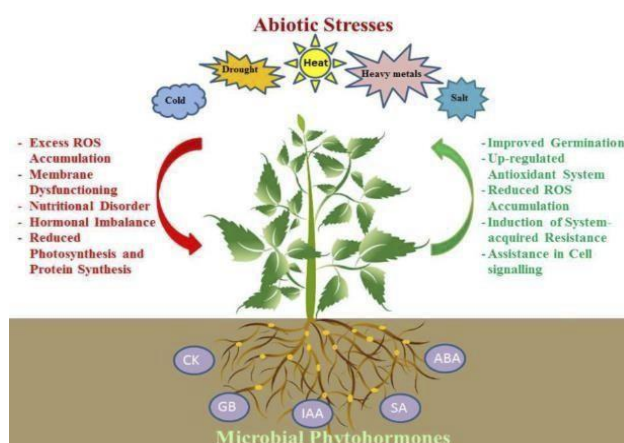 Abiotic Stresses
Cold
Drought
Heat
Heavy metals
Salt
- Excess ROS
Accumulation
- Membrane
Dysfunctioning
- Nutritional Disorder
- Hormonal Imbalance
- Reduced
Photosynthesis and
Protein Synthesis
- Improved Germination
- Up-regulated
Antioxidant System
- Reduced ROS
Accumulation
- Induction of System-
acquired Resistance
- Assistance in Cell
signalling
CK
GB
IAA
SA
ABA
Microbial Phytohormones